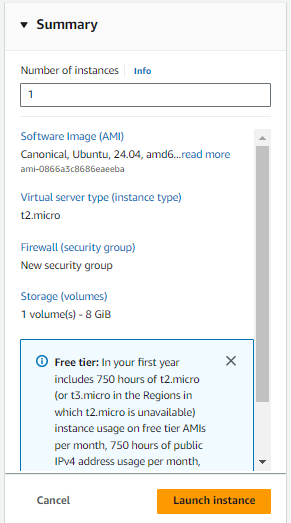 Summary
Number of instances Info
1
Software Image (AMI)
Canonical, Ubuntu, 24.04, amd6...read more
ami-0866a3c8686eaeeba
Virtual server type (instance type)
t2.micro
Firewall (security group)
New security group
Storage (volumes)
1 volume(s) - 8 GiB
Free tier: In your first year
includes 750 hours of t2.micro
(or t3.micro in the Regions in
which t2.micro is unavailable)
instance usage on free tier AMIs
per month, 750 hours of public
IPv4 address usage per month,
Cancel
Launch instance